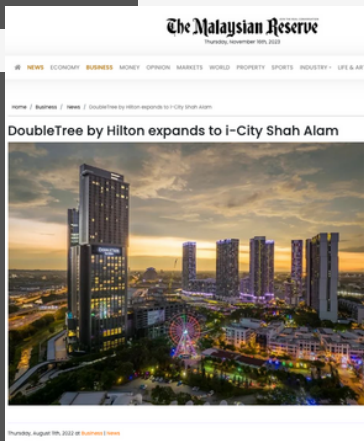 The Malaysian Reserve
Thursday, November 16th, 2023
NEWS ECONOMY BUSINESS MONEY OPINION MARKETS WORLD PROPERTY SPORTS INDUSTRY LIFE & AR
Home / Business / News / DoubleTree by Hilton expands to i-City Shah Alam
DoubleTree by Hilton expands to i-City Shah Alam
Thursday, August 11th, 2022 at Business | News